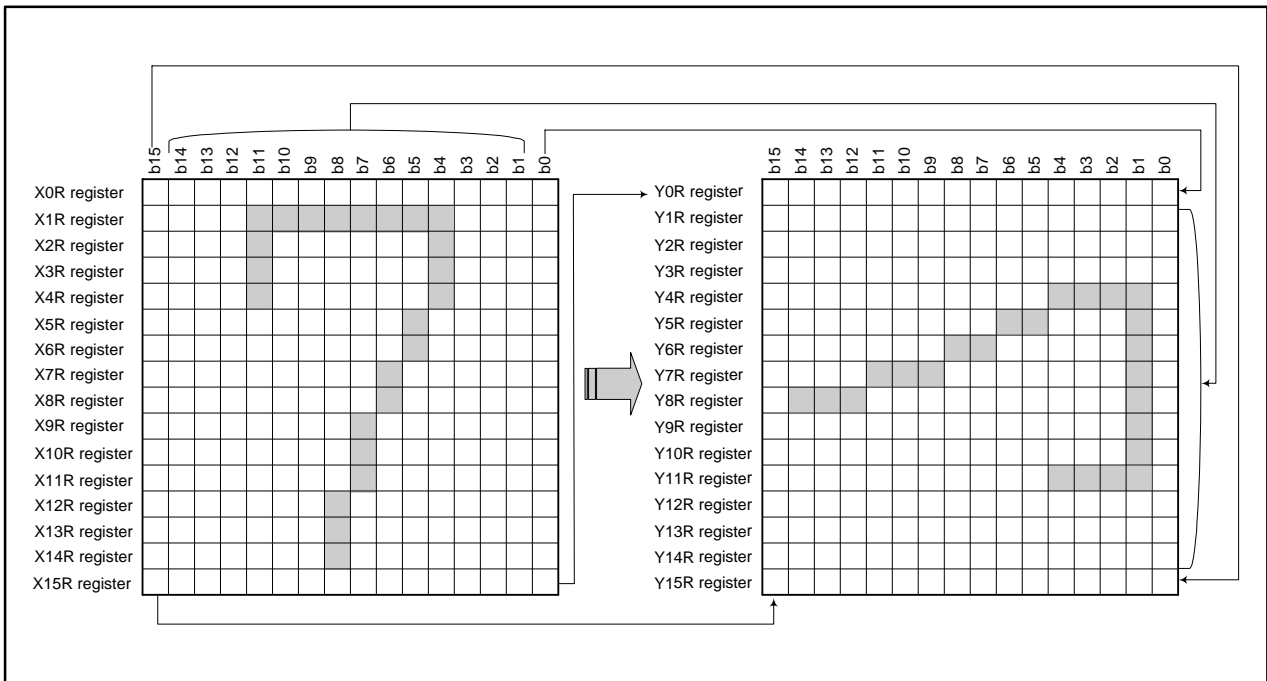 b15 b14 b13 b12 b11 b10 b9 b8 b7 b6 b5 b4 b3 b2 b1 b0
X0R register
X1R register
X2R register
X3R register
X4R register
X5R register
X6R register
X7R register
X8R register
X9R register
X10R register
X11R register
X12R register
X13R register
X14R register
X15R register
b15 b14 b13 b12 b11 b10 b9 b8 b7 b6 b5 b4 b3 b2 b1 b0
Y0R register
Y1R register
Y2R register
Y3R register
Y4R register
Y5R register
Y6R register
Y7R register
Y8R register
Y9R register
Y10R register
Y11R register
Y12R register
Y13R register
Y14R register
Y15R register